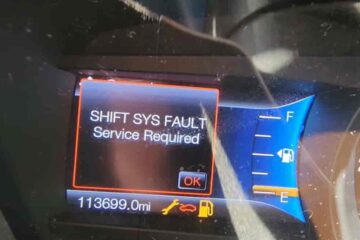 SHIFT SYS FAULT
Service Required
OK
F
E
113699.0mi